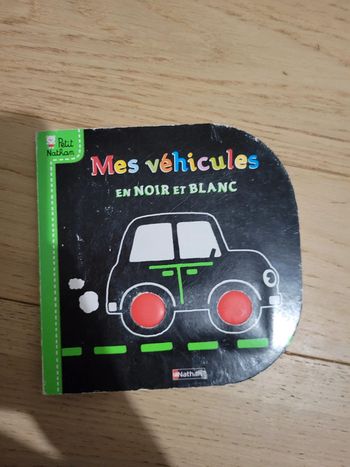 Petit
Nathan
Mes véhicules
EN NOIR ET BLANC
Nathan